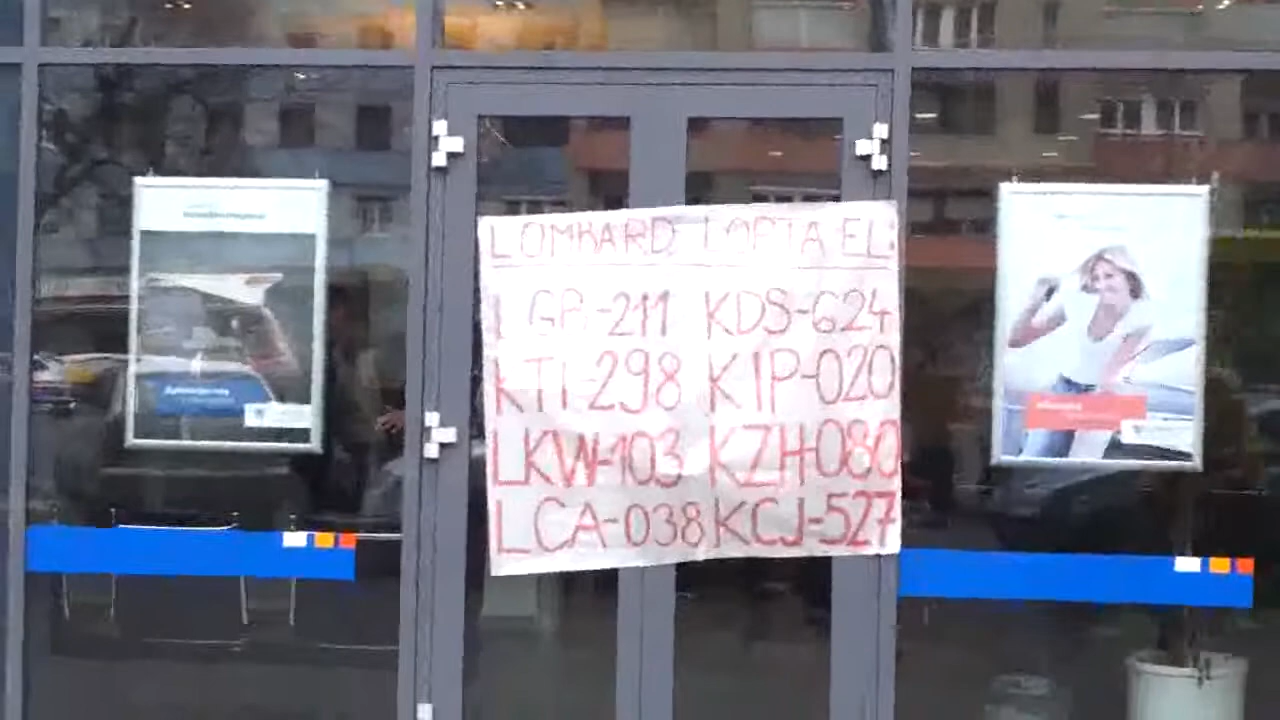 LOMBARD LOPTA EL:
LGP-211 KDS-624
KTI-298 KIP-020
LKW-103 KZH-080
LCA-038 KCJ-527